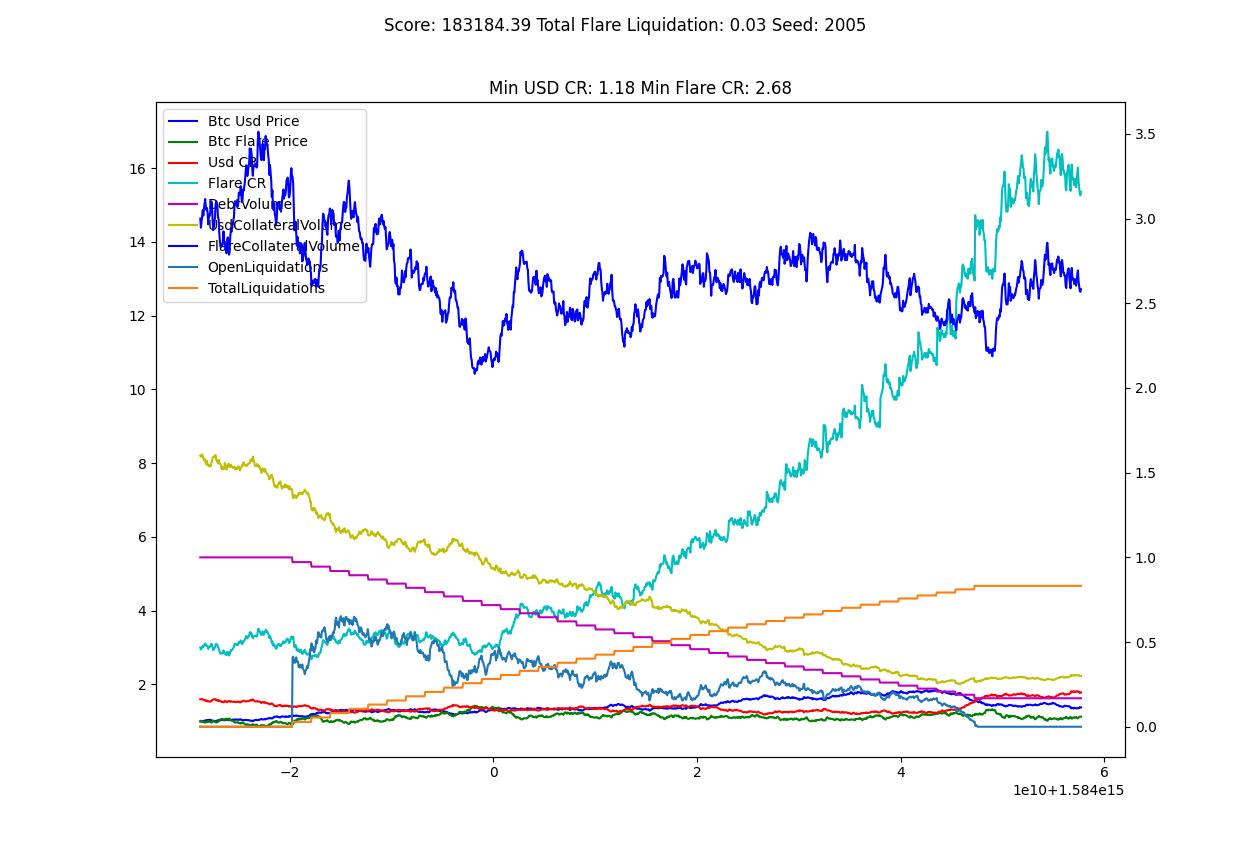 Score: 183184.39 Total Flare Liquidation: 0.03 Seed: 2005
Min USD CR: 1.18 Min Flare CR: 2.68
Btc Usd Price
Btc Flare Price
Usd CR
Flare CR
DebtVolume
UsdCollateralVolume
FlareCollateralVolume
OpenLiquidations
TotalLiquidations
16
14
12
10
8
6
4
2
3.5
3.0
2.5
2.0
1.5
1.0
0.5
0.0
−2
0
2
4
6
1e10+1.584e15